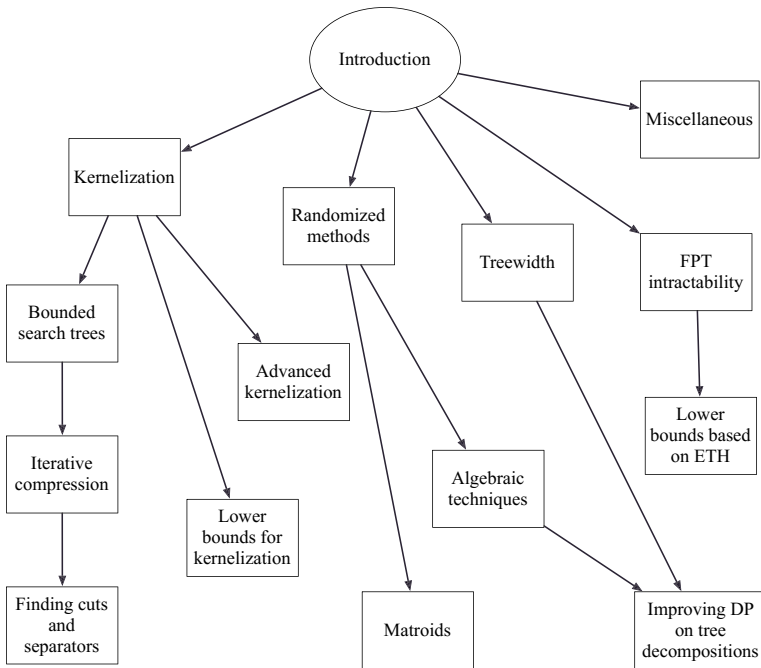 Introduction
Miscellaneous
Kernelization
Randomized
methods
Treewidth
FPT
intractability
Bounded
search trees
Advanced
kernelization
Lower
bounds based
on ETH
Iterative
compression
Algebraic
techniques
Lower
bounds for
kernelization
Finding cuts
and
separators
Matroids
Improving DP
on tree
decompositions